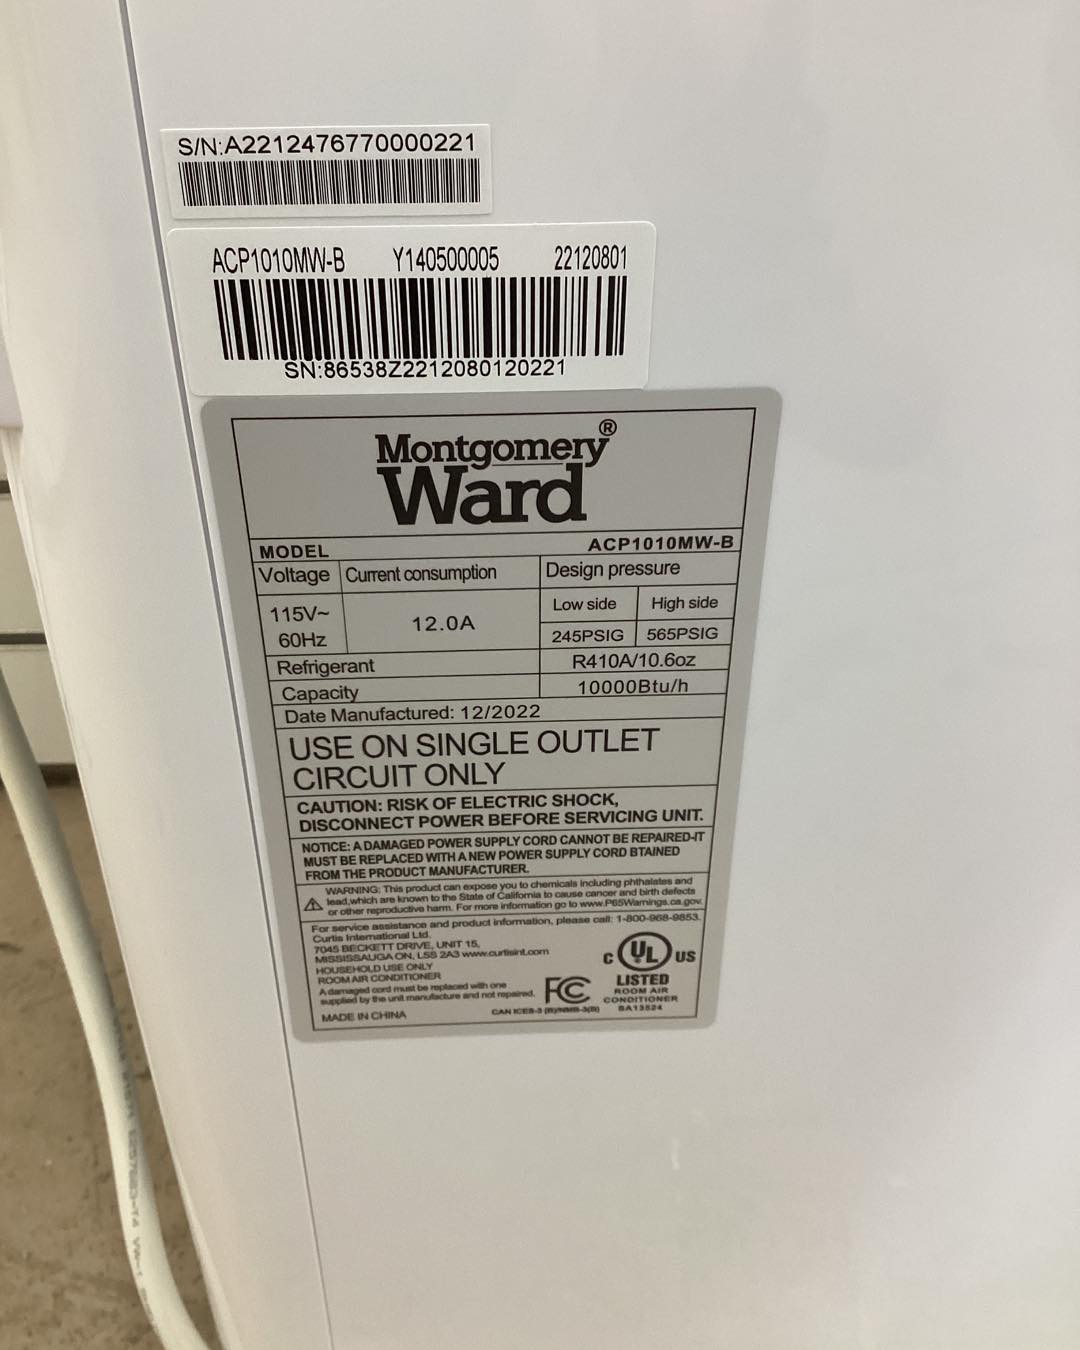 S/N:A2212476770000221
ACP1010MW-B Y140500005 22120801
SN:86538Z2212080120221
Montgomery®
Ward
MODEL ACP1010MW-B
Voltage Current consumption Design pressure
115V~
60Hz
12.0A
Low side High side
245PSIG 565PSIG
Refrigerant R410A/10.6oz
Capacity 10000Btu/h
Date Manufactured: 12/2022
USE ON SINGLE OUTLET
CIRCUIT ONLY
CAUTION: RISK OF ELECTRIC SHOCK,
DISCONNECT POWER BEFORE SERVICING UNIT.
NOTICE: A DAMAGED POWER SUPPLY CORD CANNOT BE REPAIRED-IT
MUST BE REPLACED WITH A NEW POWER SUPPLY CORD BTAINED
FROM THE PRODUCT MANUFACTURER.
WARNING: This product can expose you to chemicals including phthalates and
lead,which are known to the State of California to cause cancer and birth defects
or other reproductive harm. For more information go to www.P65Warnings.ca.gov.
For service assistance and product information, please call: 1-800-968-9853.
Curtis International Ltd.
7045 BECKETT DRIVE, UNIT 15,
MISSISSAUGA ON, L5S 2A3 www.curtisint.com
HOUSEHOLD USE ONLY
ROOM AIR CONDITIONER
A damaged cord must be replaced with one
supplied by the unit manufacture and not repaired.
MADE IN CHINA
FC
CAN ICES-3 (B)/NMB-3(B)
C UL US
LISTED
ROOM AIR
CONDITIONER
SA13524